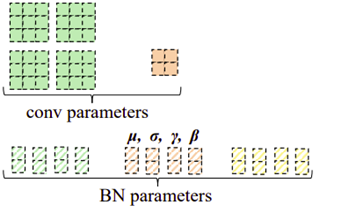 conv parameters
μ, σ, γ, β
BN parameters